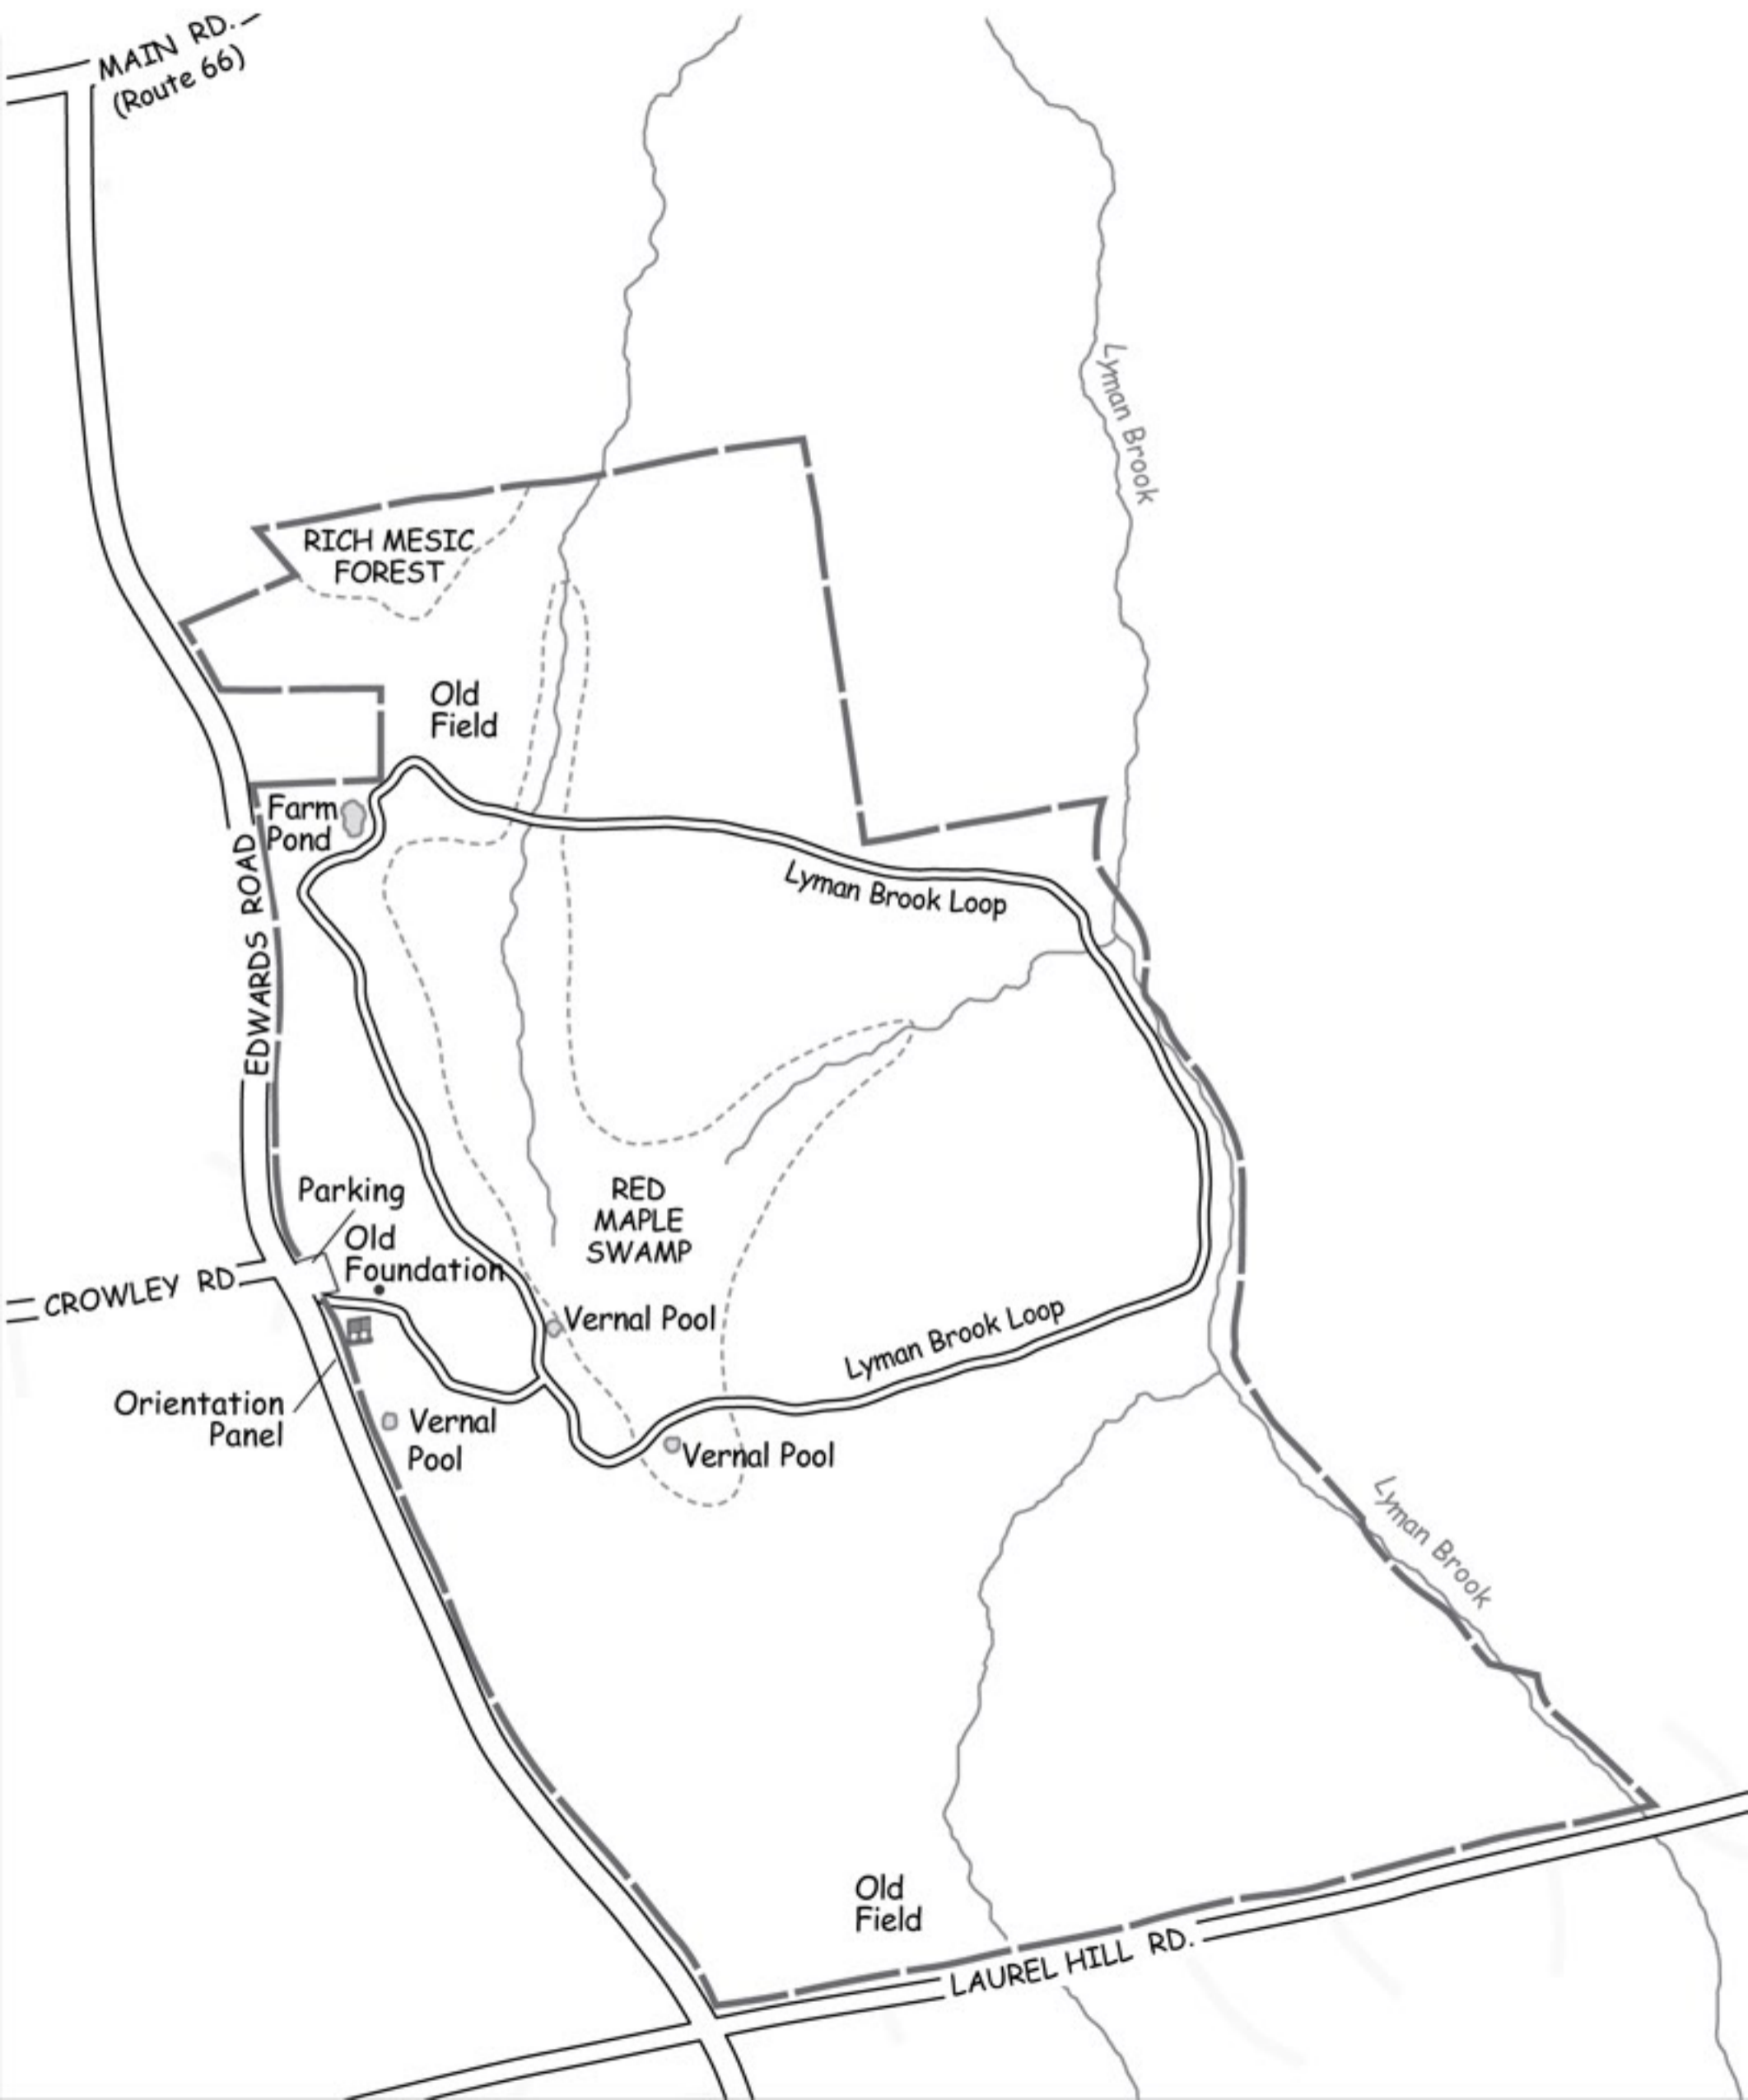 MAIN RD.
(Route 66)
Lyman Brook
RICH MESIC
FOREST
Old
Field
Farm
Pond
EDWARDS ROAD
Lyman Brook Loop
Parking
Old
Foundation
RED
MAPLE
SWAMP
CROWLEY RD.
Vernal Pool
Lyman Brook Loop
Orientation
Panel
Vernal
Pool
Vernal Pool
Lyman Brook
Old
Field
LAUREL HILL RD.